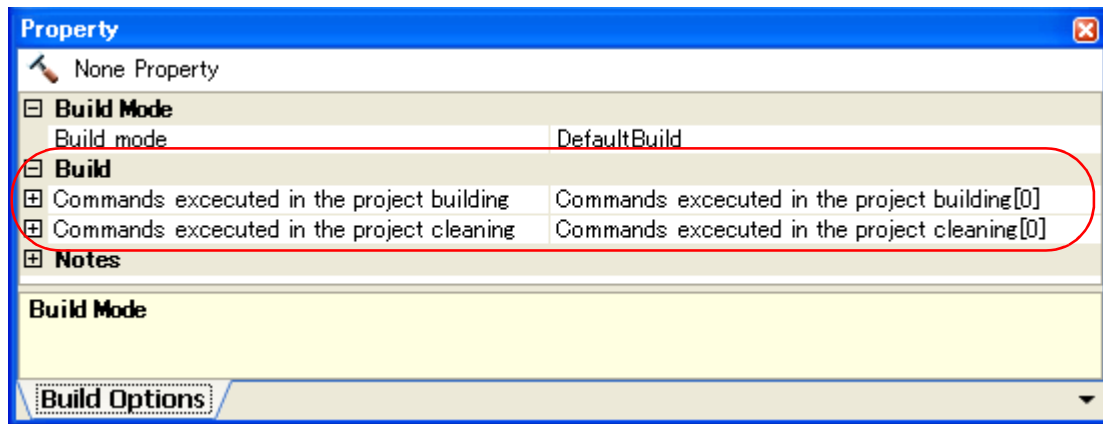 Property
None Property
Build Mode
Build mode DefaultBuild
Build
Commands excecuted in the project building Commands excecuted in the project building[0]
Commands excecuted in the project cleaning Commands excecuted in the project cleaning[0]
Notes
Build Mode
Build Options